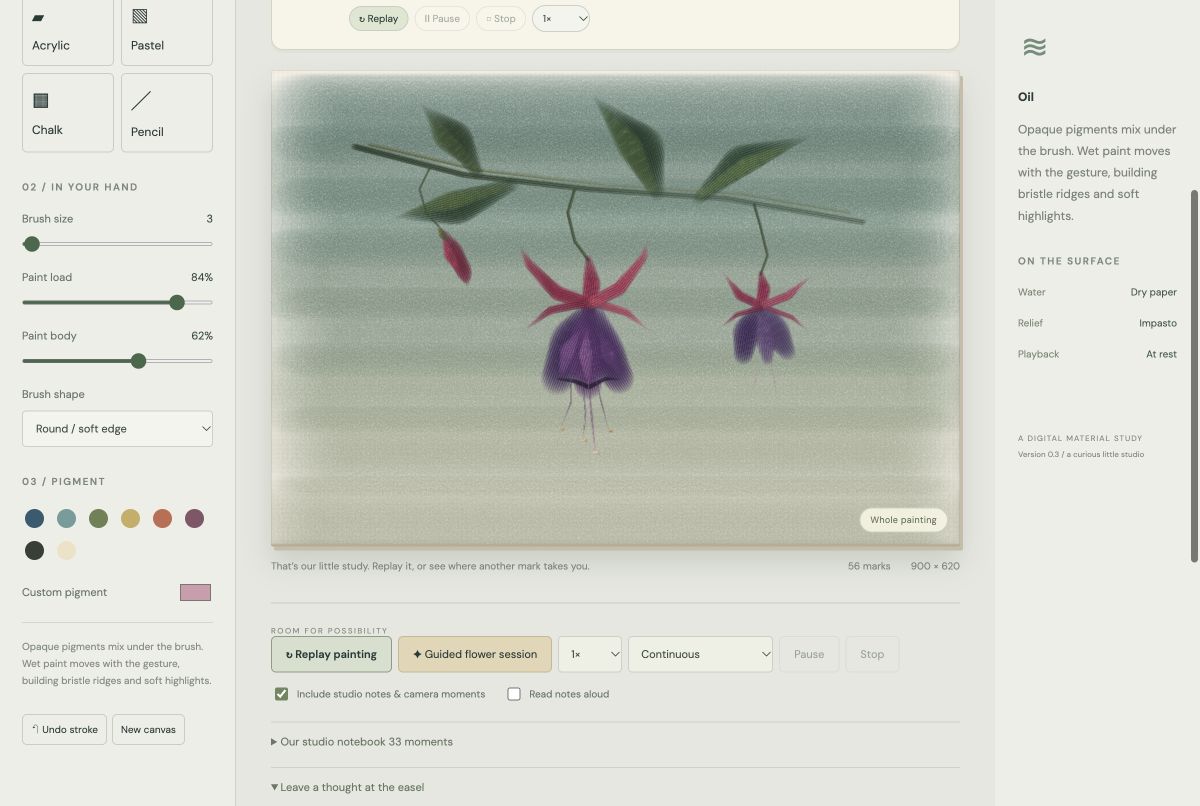 Acrylic
Pastel
Chalk
Pencil
02 / IN YOUR HAND
Brush size 3
Paint load 84%
Paint body 62%
Brush shape
Round / soft edge
03 / PIGMENT
Custom pigment
Opaque pigments mix under the brush.
Wet paint moves with the gesture,
building bristle ridges and soft highlights.
Undo stroke
New canvas
Replay
Pause
Stop
1×
Whole painting
That's our little study. Replay it, or see where another mark takes you.
56 marks
900 × 620
ROOM FOR POSSIBILITY
Replay painting
Guided flower session
1×
Continuous
Pause
Stop
Include studio notes & camera moments
Read notes aloud
Our studio notebook 33 moments
Leave a thought at the easel
Oil
Opaque pigments mix under
the brush. Wet paint moves
with the gesture, building
bristle ridges and soft
highlights.
ON THE SURFACE
Water Dry paper
Relief Impasto
Playback At rest
A DIGITAL MATERIAL STUDY
Version 0.3 / a curious little studio